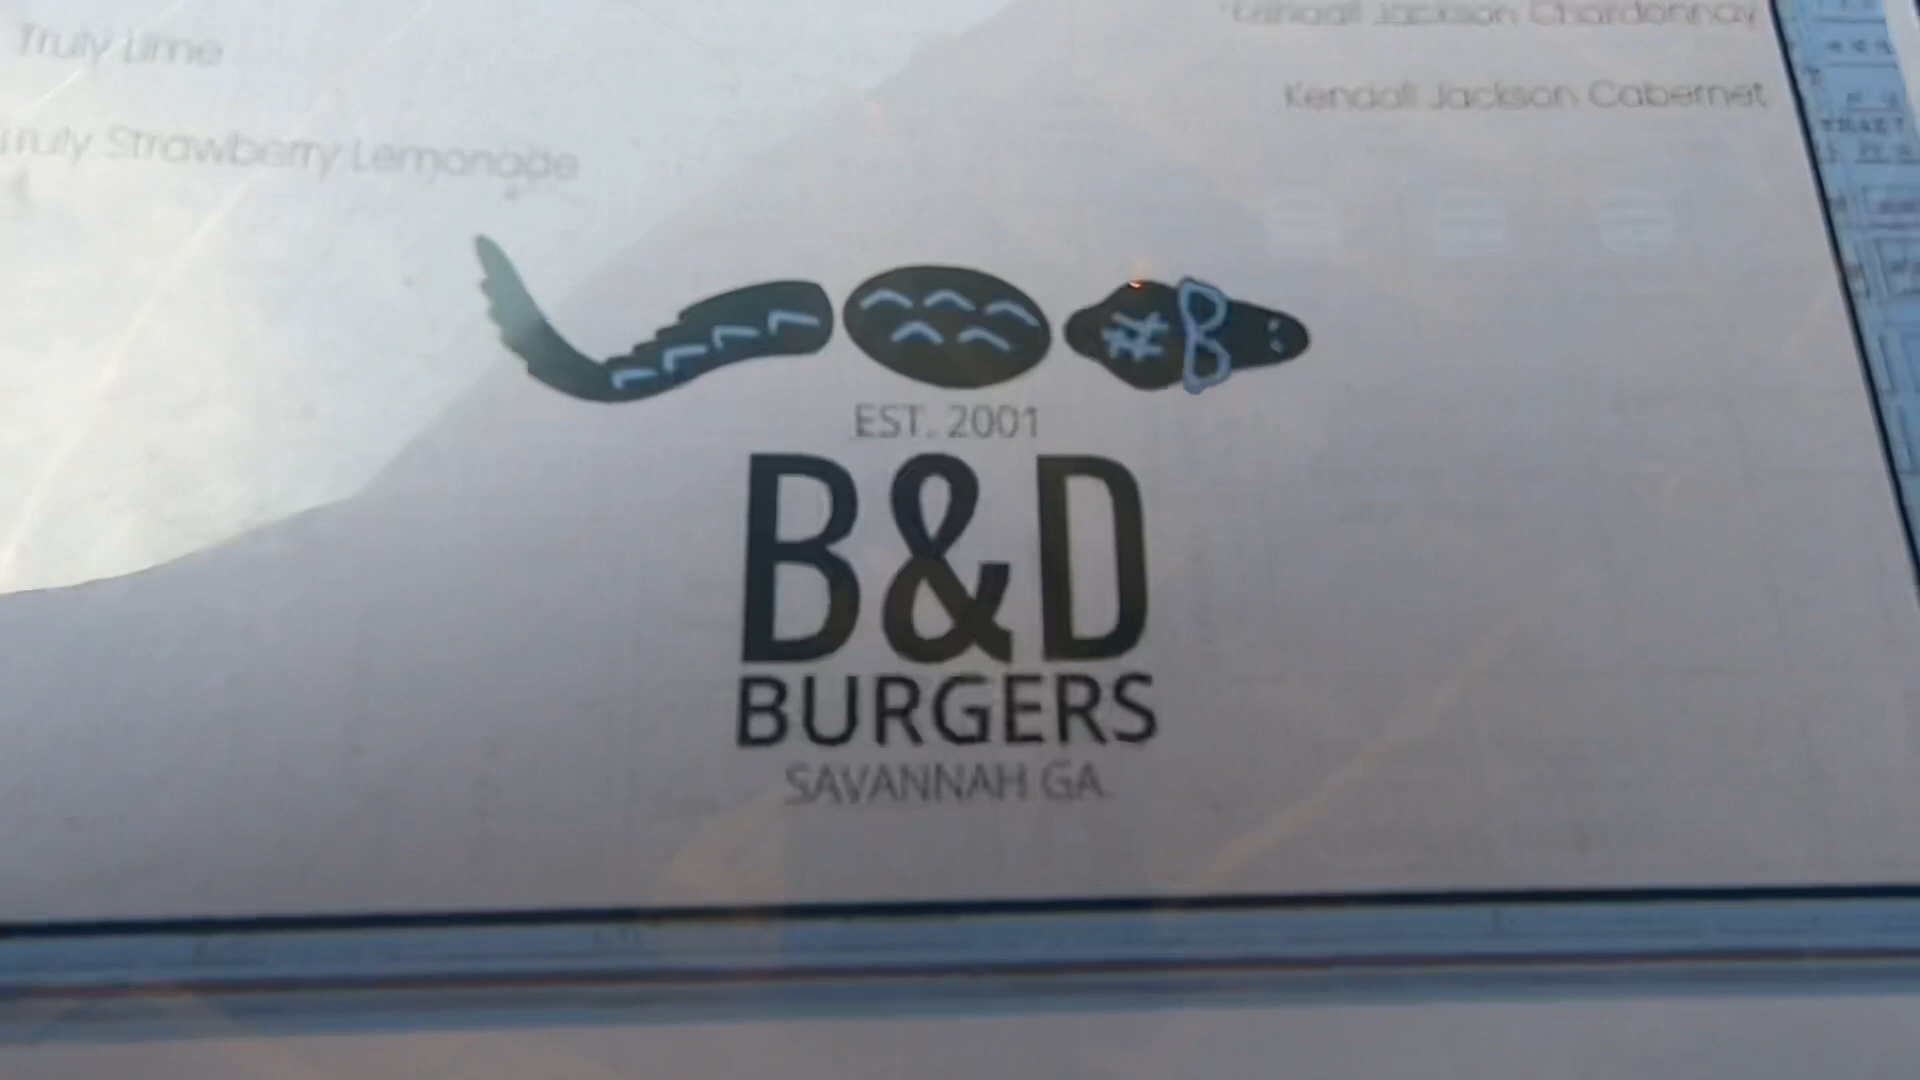 Truly Lime
Truly Strawberry Lemonade
Kendall Jackson Chardonnay
Kendall Jackson Cabernet
#
EST. 2001
B&D
BURGERS
SAVANNAH GA.